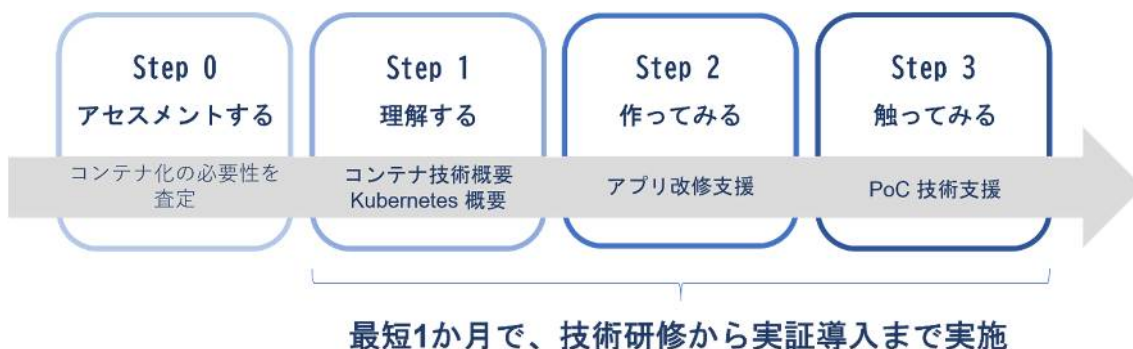 Step 0
アセスメントする
コンテナ化の必要性を
査定
Step 1
理解する
コンテナ技術概要
Kubernetes 概要
Step 2
作ってみる
アプリ改修支援
Step 3
触ってみる
PoC 技術支援
最短1か月で、技術研修から実証導入まで実施